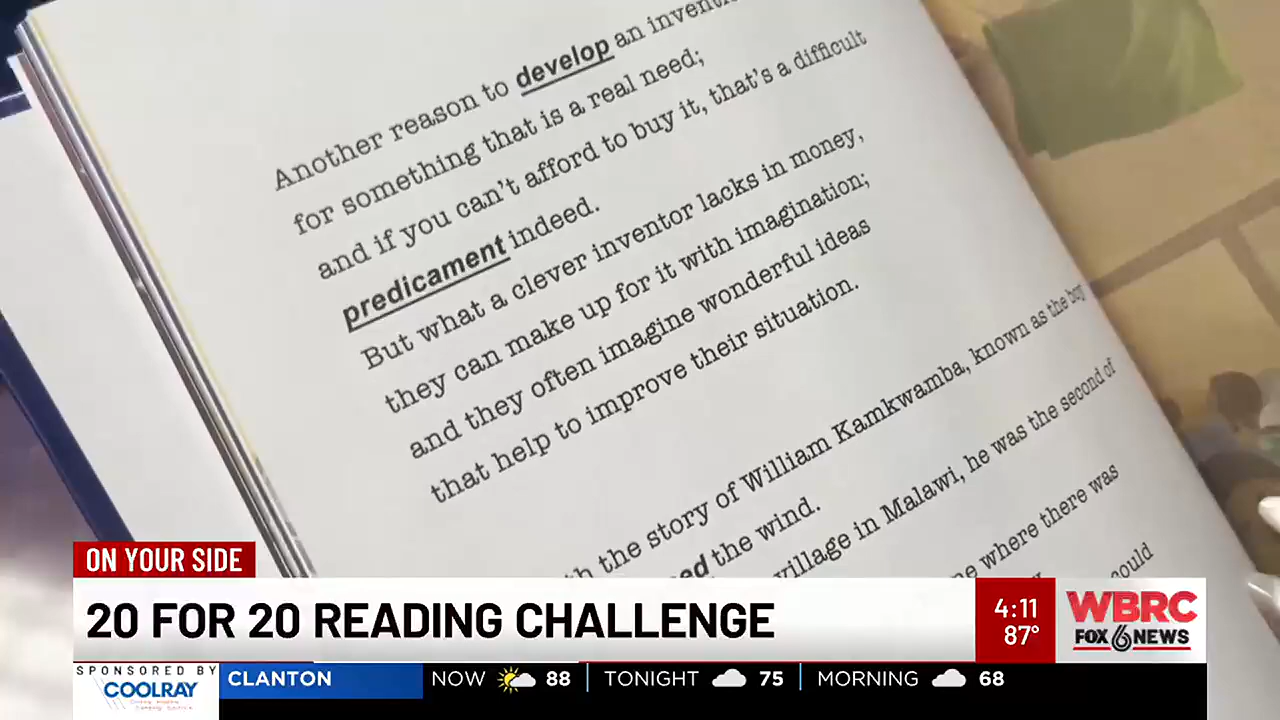 Another reason to develop an
for something that is a real need;
and if you can't afford to buy it, that's a difficult
predicament indeed.
But what a clever inventor lacks in money,
they can make up for it with imagination;
and they often imagine wonderful ideas
that help to improve their situation.
the story of William Kamkwamba, known as the boy
the wind.
village in Malawi, he was the second of
where there was
could
ON YOUR SIDE
20 FOR 20 READING CHALLENGE
4:11
87°
WBRC
FOX 6 NEWS
SPONSORED BY
COOLRAY
CLANTON
NOW 88
TONIGHT 75
MORNING 68